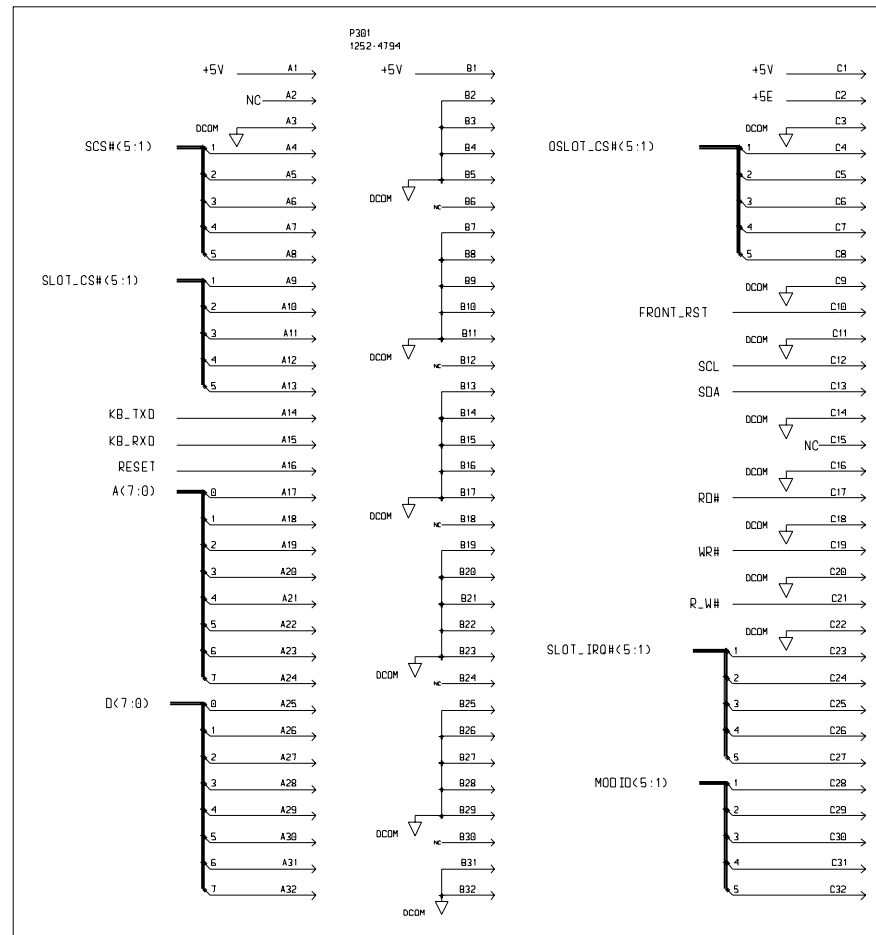 P301
1252-4794
+5V A1 +5V B1 +5V C1
NC A2 B2 +5E C2
DCOM A3 B3 DCOM C3
SCS#(5:1) 1 A4 B4 OSLOT_CS#(5:1) 1 C4
2 A5 DCOM B5 2 C5
3 A6 NC B6 3 C6
4 A7 B7 4 C7
5 A8 B8 5 C8
SLOT_CS#(5:1) 1 A9 B9 DCOM C9
2 A10 B10 FRONT_RST C10
3 A11 DCOM B11 DCOM C11
4 A12 NC B12 SCL C12
5 A13 B13 SDA C13
KB_TXD A14 B14 DCOM C14
KB_RXD A15 B15 NC C15
RESET A16 B16 DCOM C16
A(7:0) 0 A17 DCOM B17 RD# C17
1 A18 NC B18 DCOM C18
2 A19 B19 WR# C19
3 A20 B20 DCOM C20
4 A21 B21 R_W# C21
5 A22 B22 DCOM C22
6 A23 DCOM B23 SLOT_IRQ#(5:1) 1 C23
7 A24 NC B24 2 C24
D(7:0) 0 A25 B25 3 C25
1 A26 B26 4 C26
2 A27 B27 5 C27
3 A28 B28 MODID(5:1) 1 C28
4 A29 DCOM B29 2 C29
5 A30 NC B30 3 C30
6 A31 B31 4 C31
7 A32 DCOM B32 5 C32